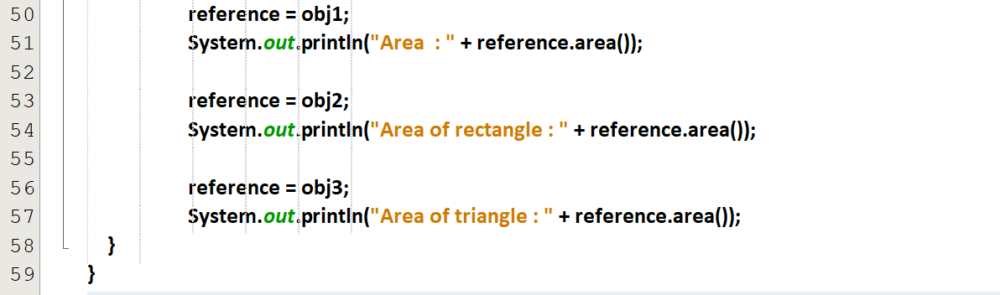 50 reference = obj1;
51 System.out.println("Area  : " + reference.area());
52
53 reference = obj2;
54 System.out.println("Area of rectangle : " + reference.area());
55
56 reference = obj3;
57 System.out.println("Area of triangle : " + reference.area());
58 }
59 }